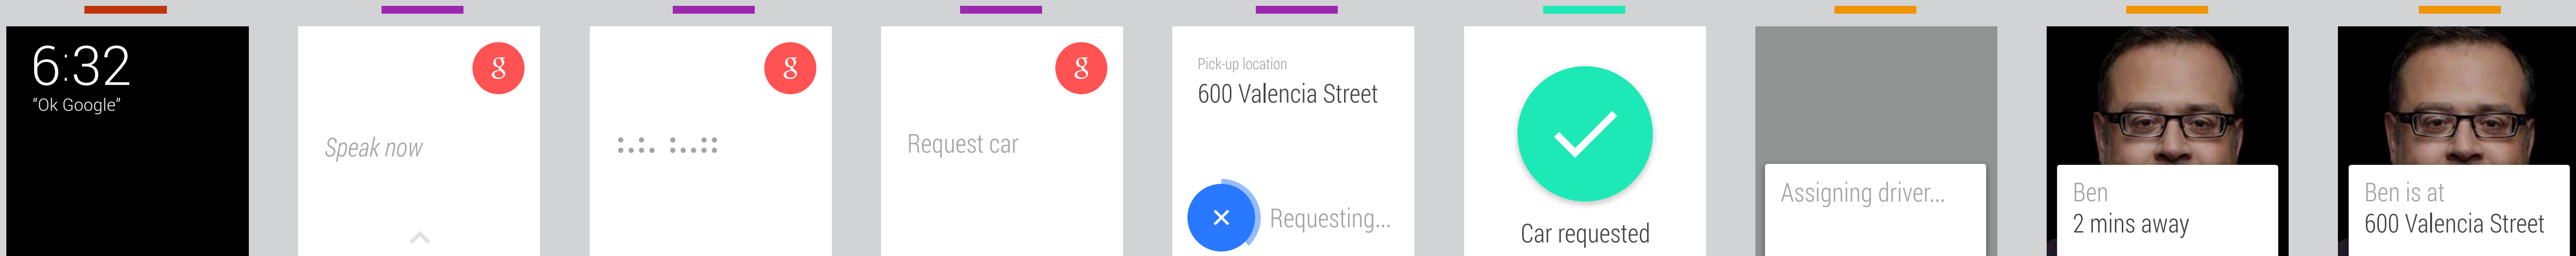 6:32
“Ok Google”
g
Speak now
g
g
Request car
Pick-up location
600 Valencia Street
Requesting...
Car requested
Assigning driver...
Ben
2 mins away
Ben is at
600 Valencia Street